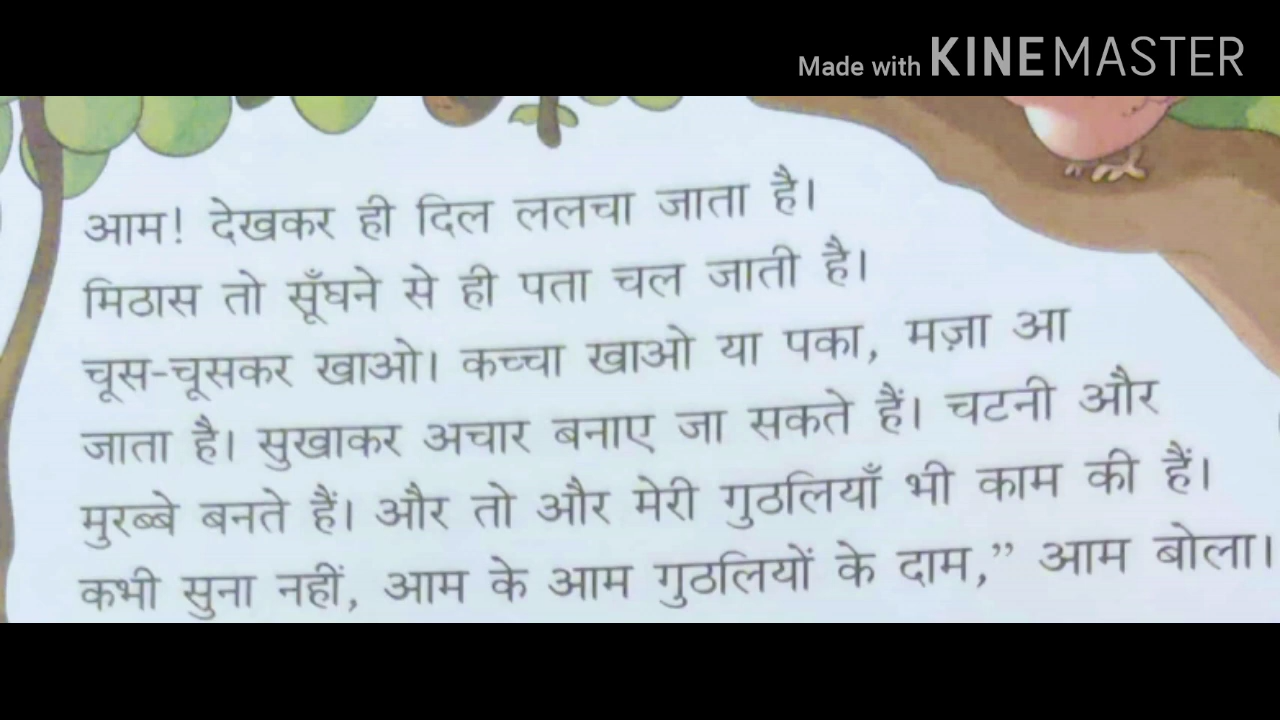 Made with KINEMASTER
आम! देखकर ही दिल ललचा जाता है।
मिठास तो सूँघने से ही पता चल जाती है।
चूस-चूसकर खाओ। कच्चा खाओ या पका, मज़ा आ
जाता है। सुखाकर अचार बनाए जा सकते हैं। चटनी और
मुरब्बे बनते हैं। और तो और मेरी गुठलियाँ भी काम की हैं।
कभी सुना नहीं, आम के आम गुठलियों के दाम,” आम बोला।